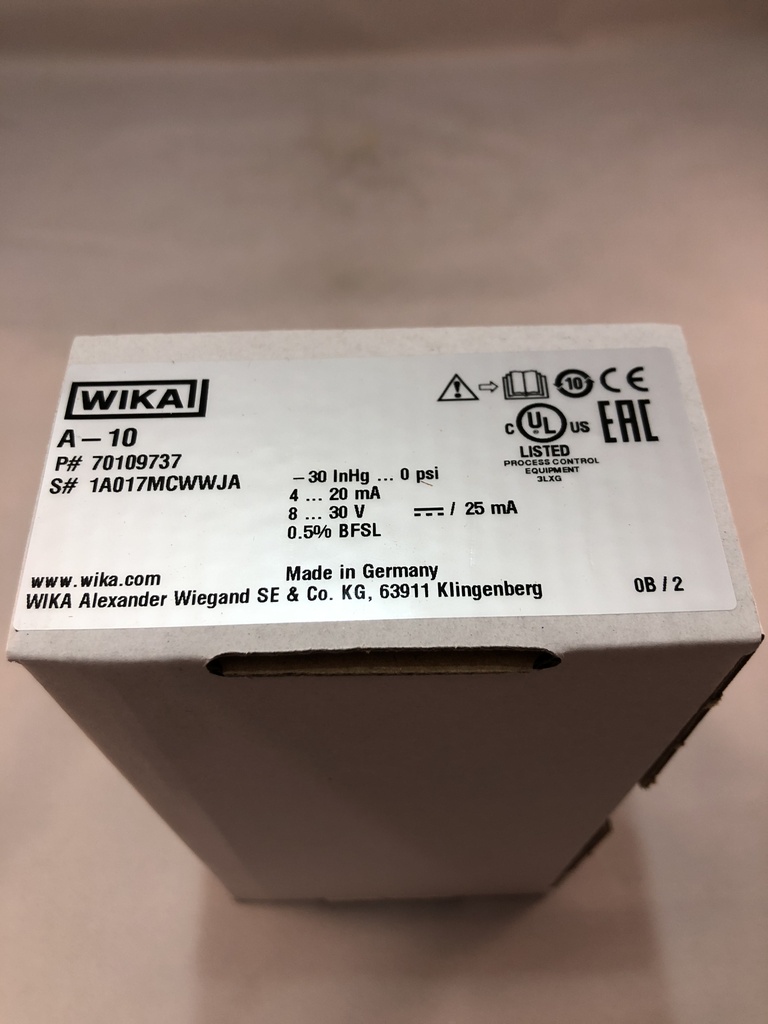 WIKA
A – 10
P# 70109737
S# 1A017MCWWJA
– 30 InHg ... 0 psi
4 ... 20 mA
8 ... 30 V ⎓ / 25 mA
0.5% BFSL
10
CE
C UL US
LISTED
PROCESS CONTROL
EQUIPMENT
3LXG
EAC
www.wika.com
Made in Germany
WIKA Alexander Wiegand SE & Co. KG, 63911 Klingenberg
0B / 2